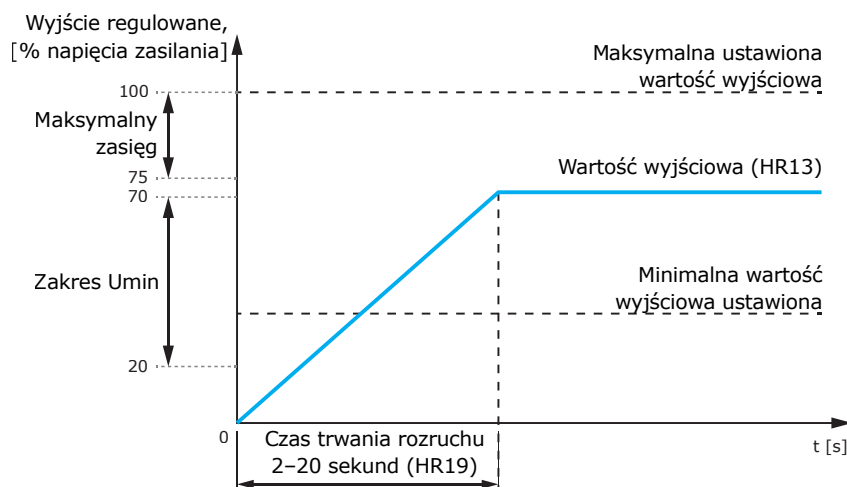 Wyjście regulowane,
[% napięcia zasilania]
Maksymalna ustawiona
wartość wyjściowa
100
Maksymalny
zasięg
75
Wartość wyjściowa (HR13)
70
Zakres Umin
Minimalna wartość
wyjściowa ustawiona
20
0
Czas trwania rozruchu
2–20 sekund (HR19)
t [s]